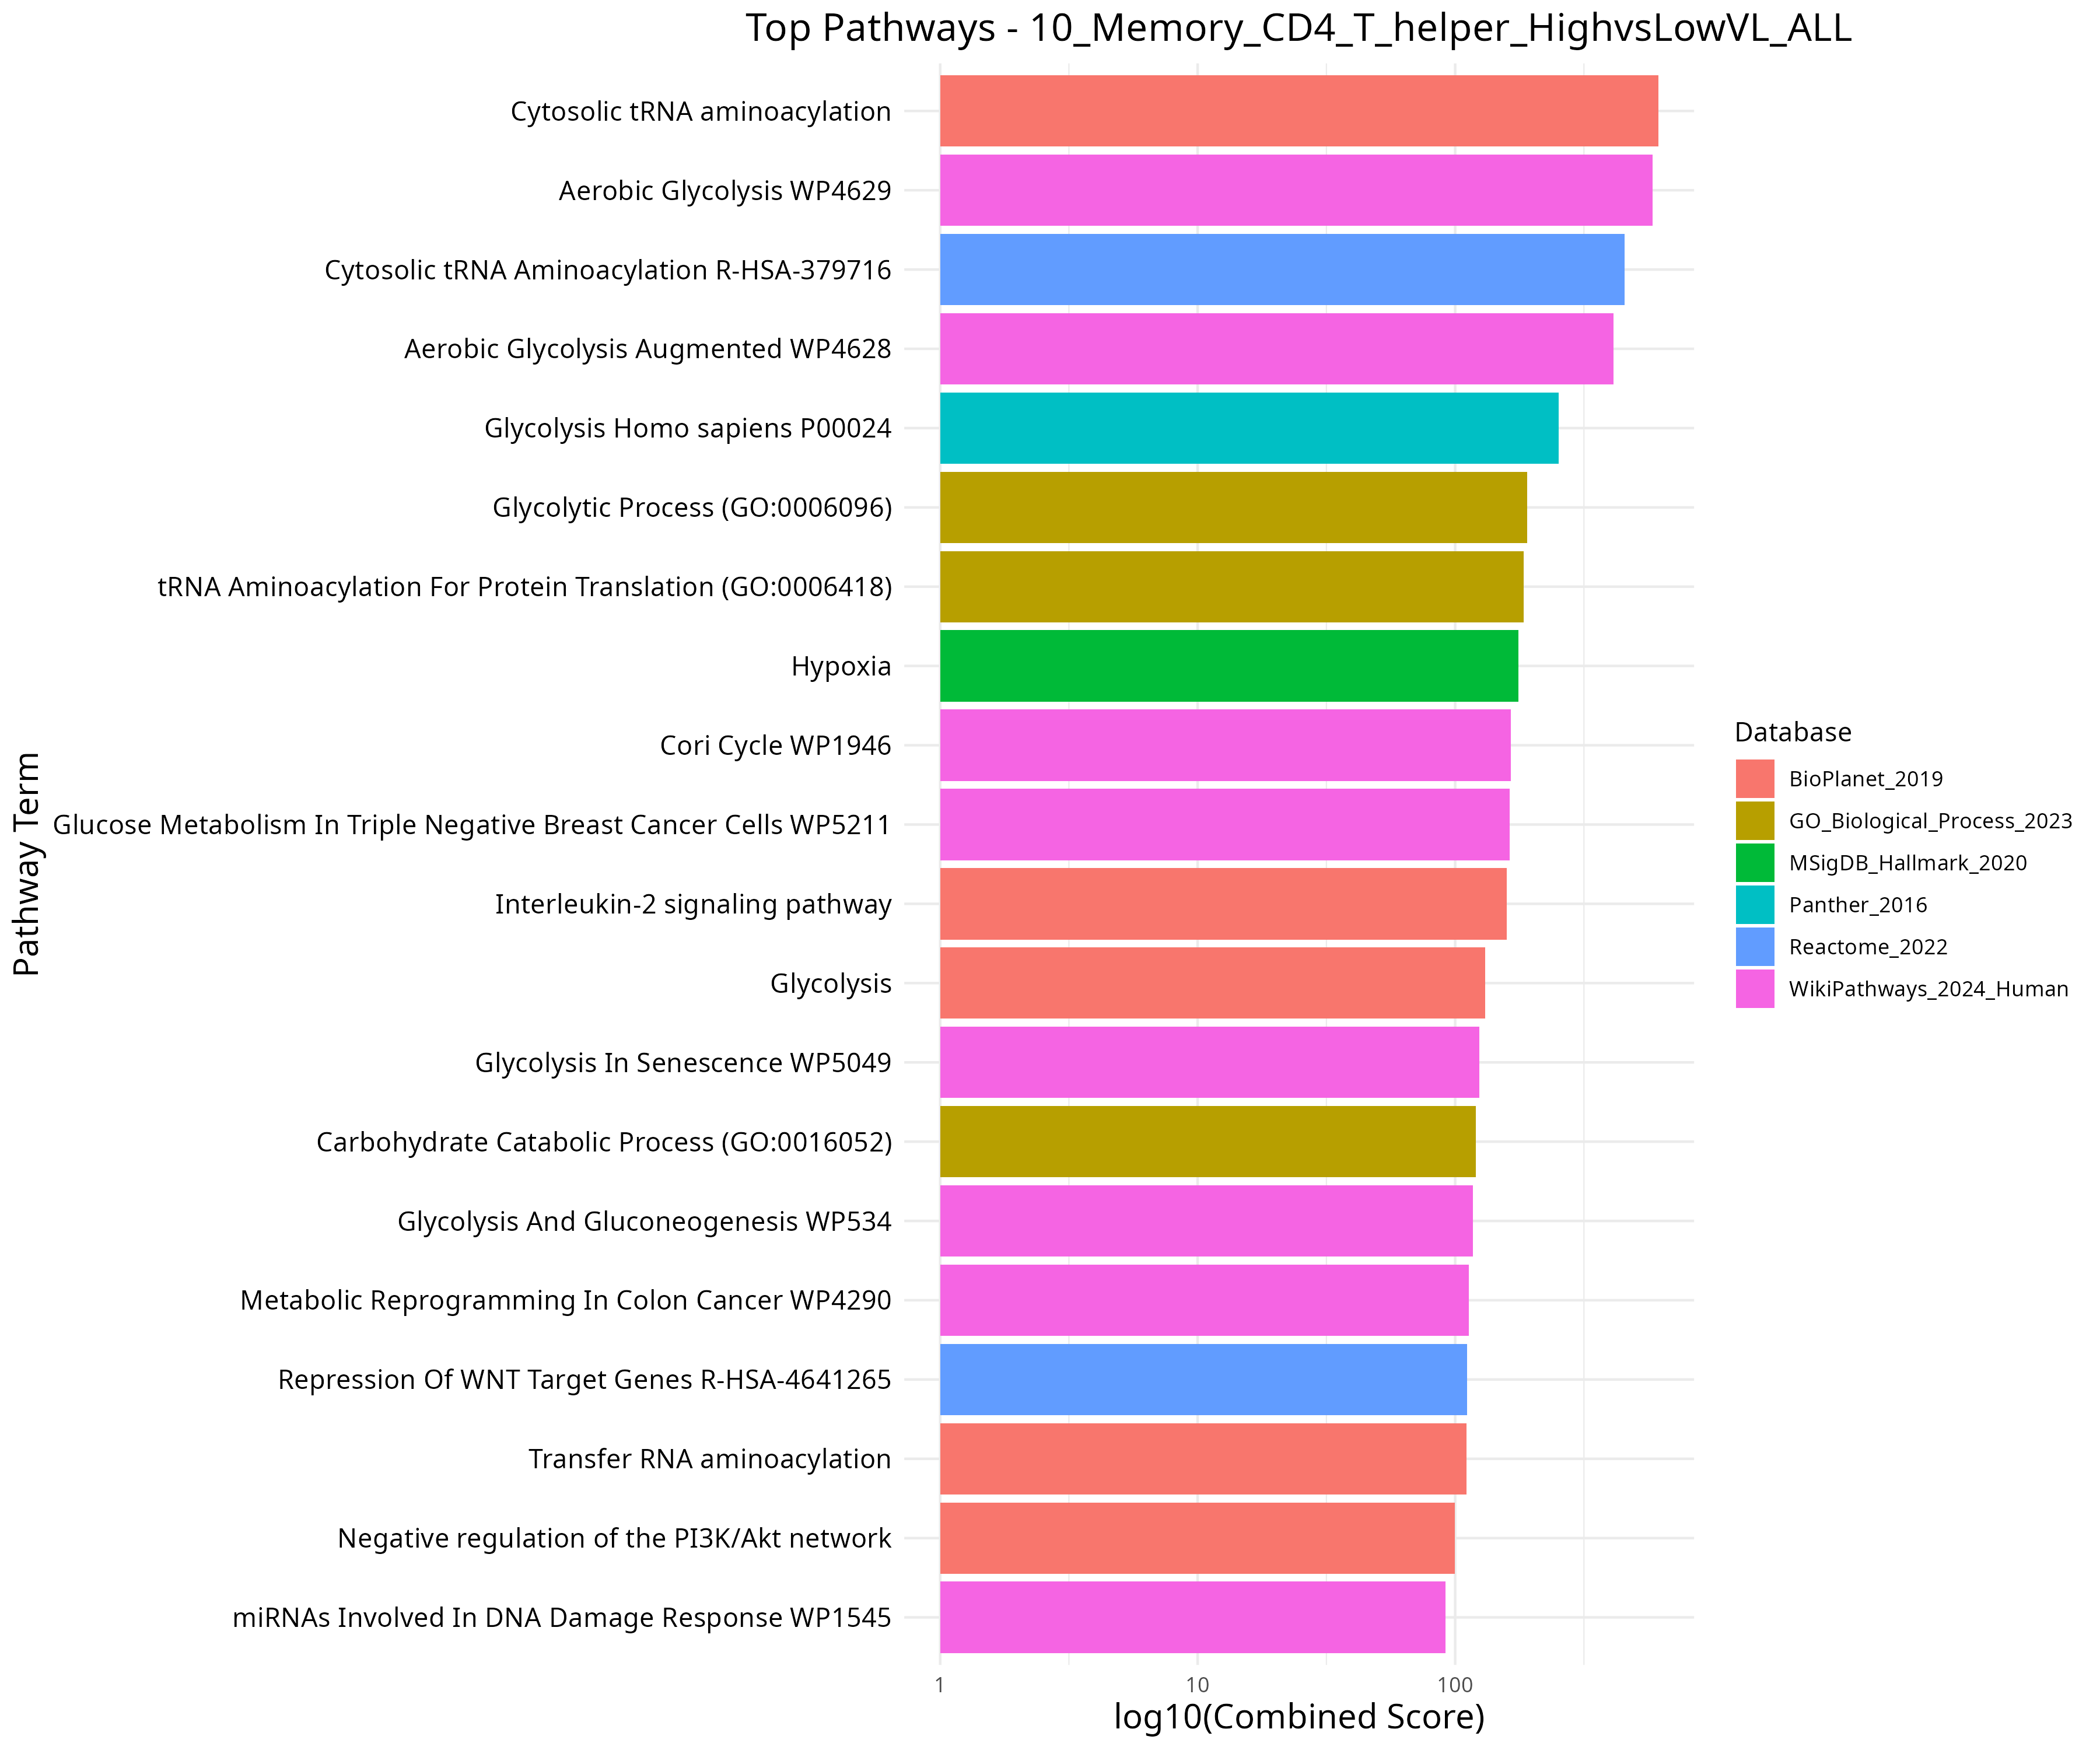 Top Pathways - 10_Memory_CD4_T_helper_HighvsLowVL_ALL
Pathway Term
Cytosolic tRNA aminoacylation
Aerobic Glycolysis WP4629
Cytosolic tRNA Aminoacylation R-HSA-379716
Aerobic Glycolysis Augmented WP4628
Glycolysis Homo sapiens P00024
Glycolytic Process (GO:0006096)
tRNA Aminoacylation For Protein Translation (GO:0006418)
Hypoxia
Cori Cycle WP1946
Glucose Metabolism In Triple Negative Breast Cancer Cells WP5211
Interleukin-2 signaling pathway
Glycolysis
Glycolysis In Senescence WP5049
Carbohydrate Catabolic Process (GO:0016052)
Glycolysis And Gluconeogenesis WP534
Metabolic Reprogramming In Colon Cancer WP4290
Repression Of WNT Target Genes R-HSA-4641265
Transfer RNA aminoacylation
Negative regulation of the PI3K/Akt network
miRNAs Involved In DNA Damage Response WP1545
1 10 100
log10(Combined Score)
Database
BioPlanet_2019
GO_Biological_Process_2023
MSigDB_Hallmark_2020
Panther_2016
Reactome_2022
WikiPathways_2024_Human